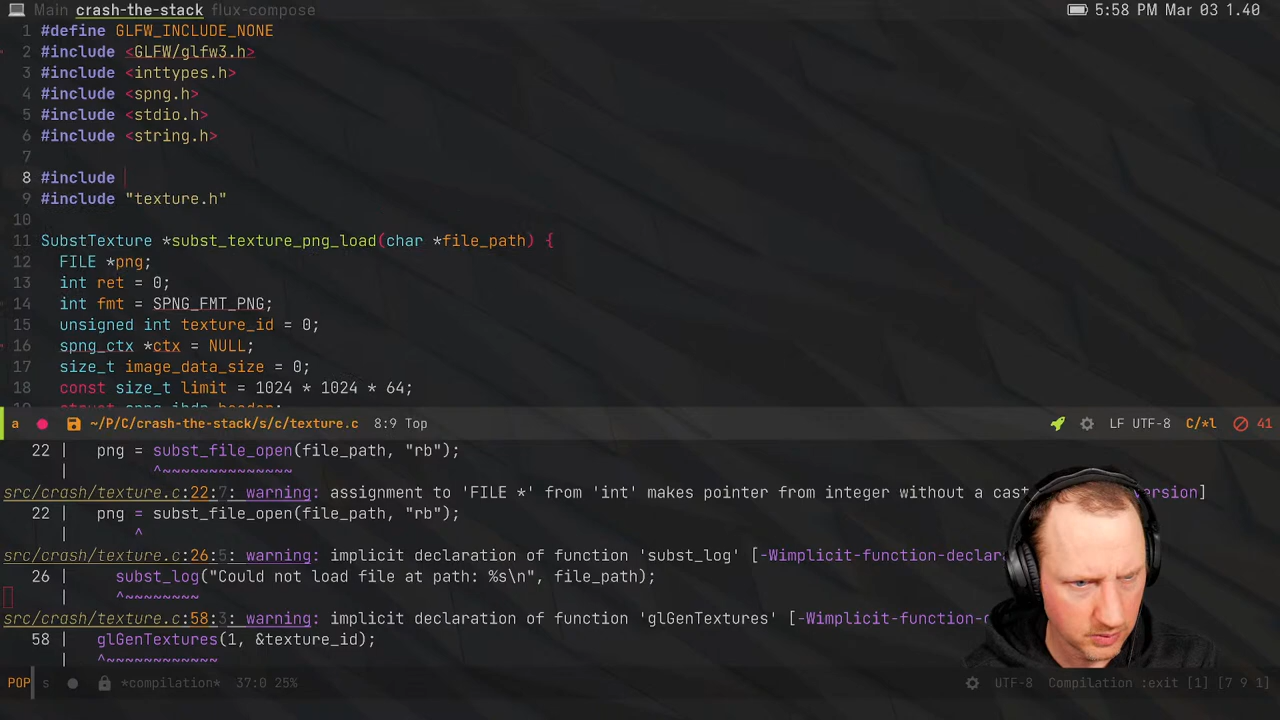 Main crash-the-stack flux-compose 5:58 PM Mar 03 1.40
1 #define GLFW_INCLUDE_NONE
2 #include <GLFW/glfw3.h>
3 #include <inttypes.h>
4 #include <spng.h>
5 #include <stdio.h>
6 #include <string.h>
7
8 #include
9 #include "texture.h"
10
11 SubstTexture *subst_texture_png_load(char *file_path) {
12 FILE *png;
13 int ret = 0;
14 int fmt = SPNG_FMT_PNG;
15 unsigned int texture_id = 0;
16 spng_ctx *ctx = NULL;
17 size_t image_data_size = 0;
18 const size_t limit = 1024 * 1024 * 64;
a ~/P/C/crash-the-stack/s/c/texture.c 8:9 Top LF UTF-8 C/*l 41
22 | png = subst_file_open(file_path, "rb");
| ^~~~~~~~~~~~~~~
src/crash/texture.c:22:7: warning: assignment to 'FILE *' from 'int' makes pointer from integer without a cast version]
22 | png = subst_file_open(file_path, "rb");
| ^
src/crash/texture.c:26:5: warning: implicit declaration of function 'subst_log' [-Wimplicit-function-declara
26 | subst_log("Could not load file at path: %s\n", file_path);
| ^~~~~~~~~
src/crash/texture.c:58:3: warning: implicit declaration of function 'glGenTextures' [-Wimplicit-function-d
58 | glGenTextures(1, &texture_id);
| ^~~~~~~~~~~~~
POP s *compilation* 37:0 25% UTF-8 Compilation :exit [1] [7 9 1]